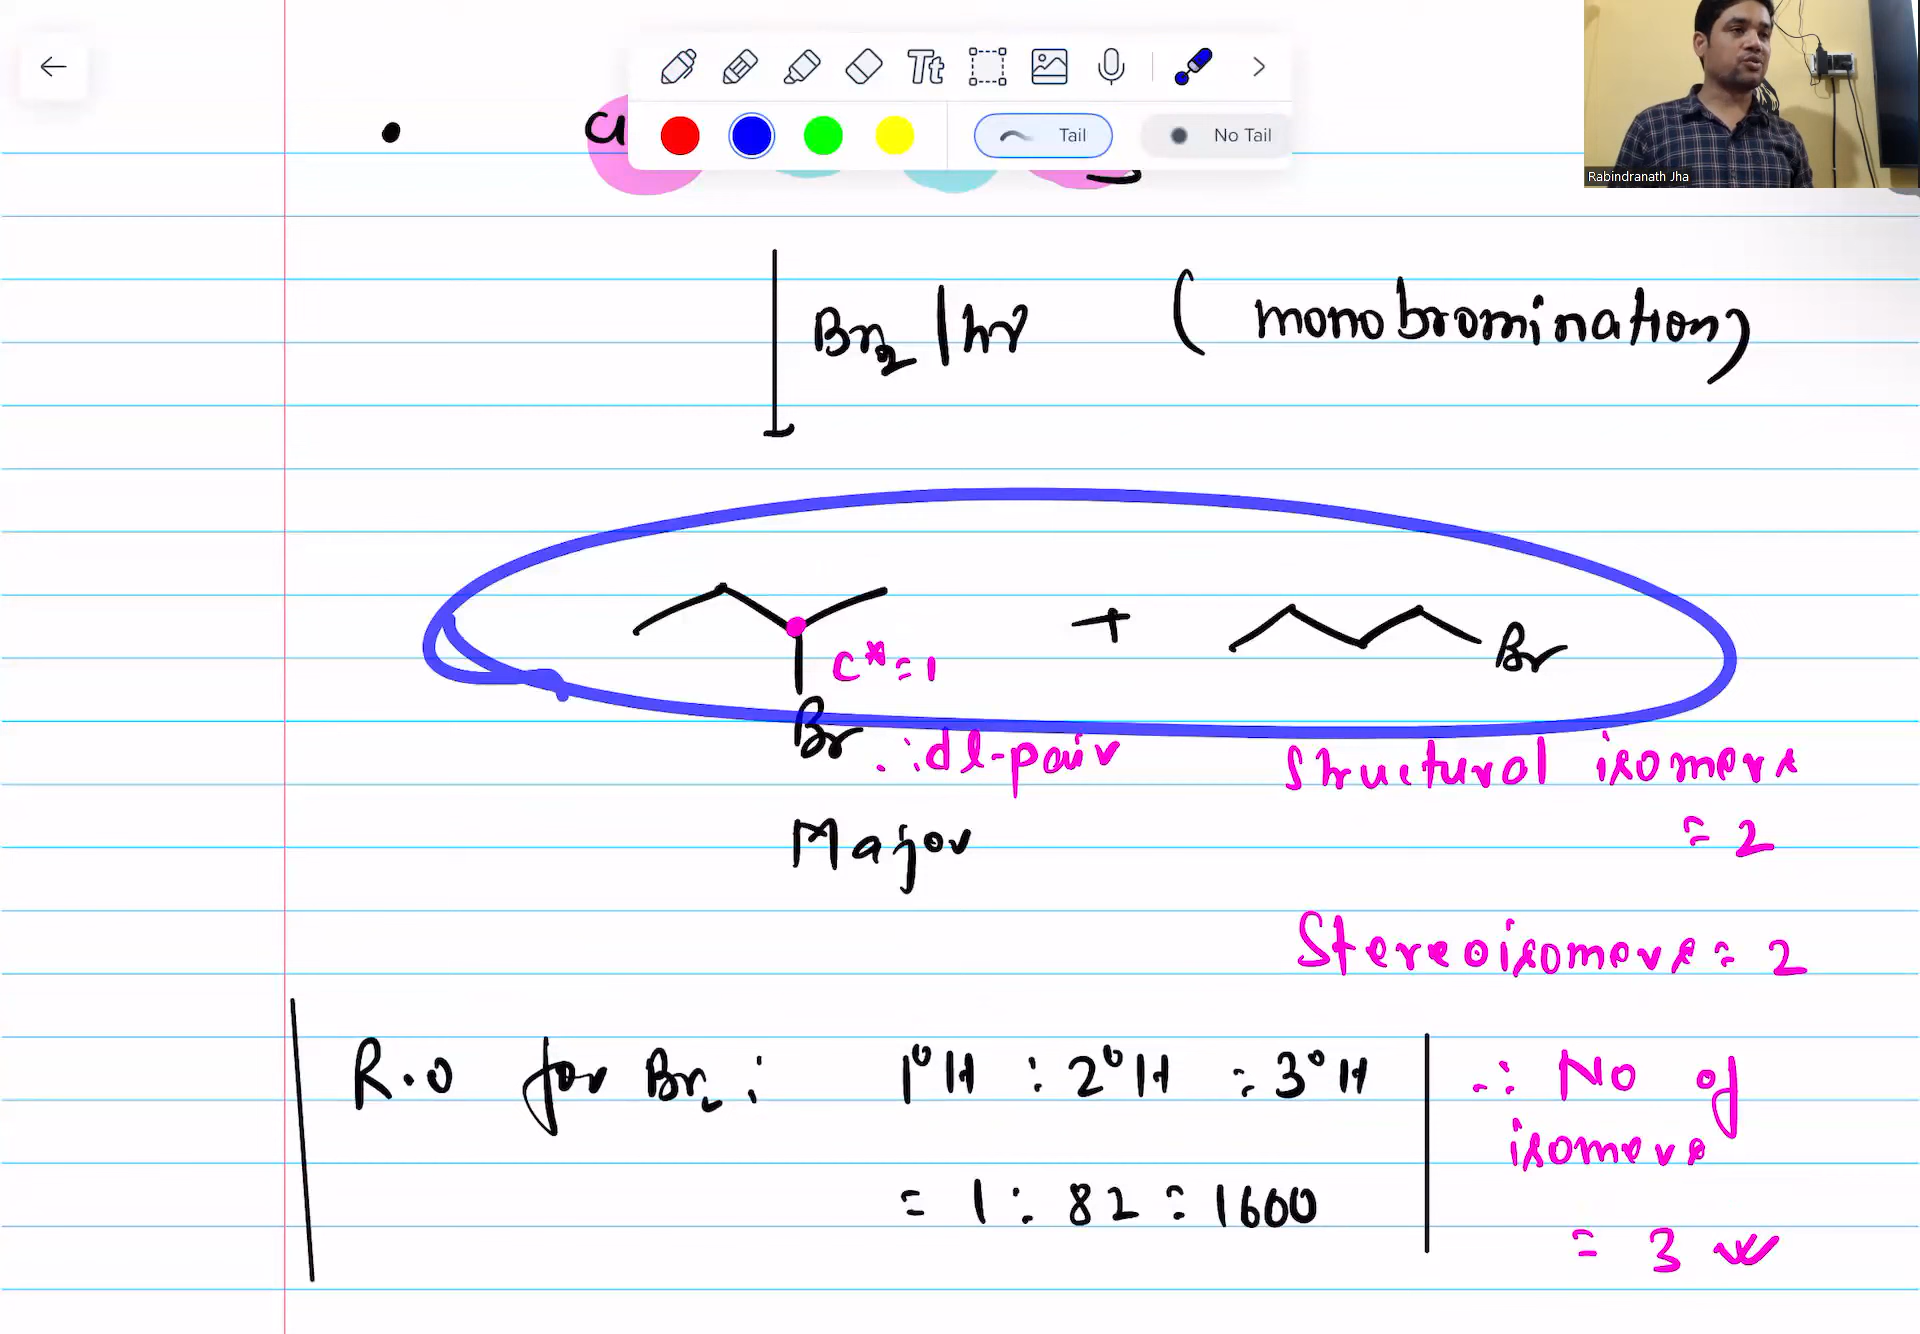 Tt
Tail
No Tail
Rabindranath Jha
Br₂ / hν (monobromination)
+ Br
C* = 1
Br ∴ dl-pair
Structural isomers
= 2
Major
Stereoisomers = 2
R.O for Br₂ : 1°H : 2°H : 3°H
= 1 : 82 : 1600
∴ No of
isomers
= 3